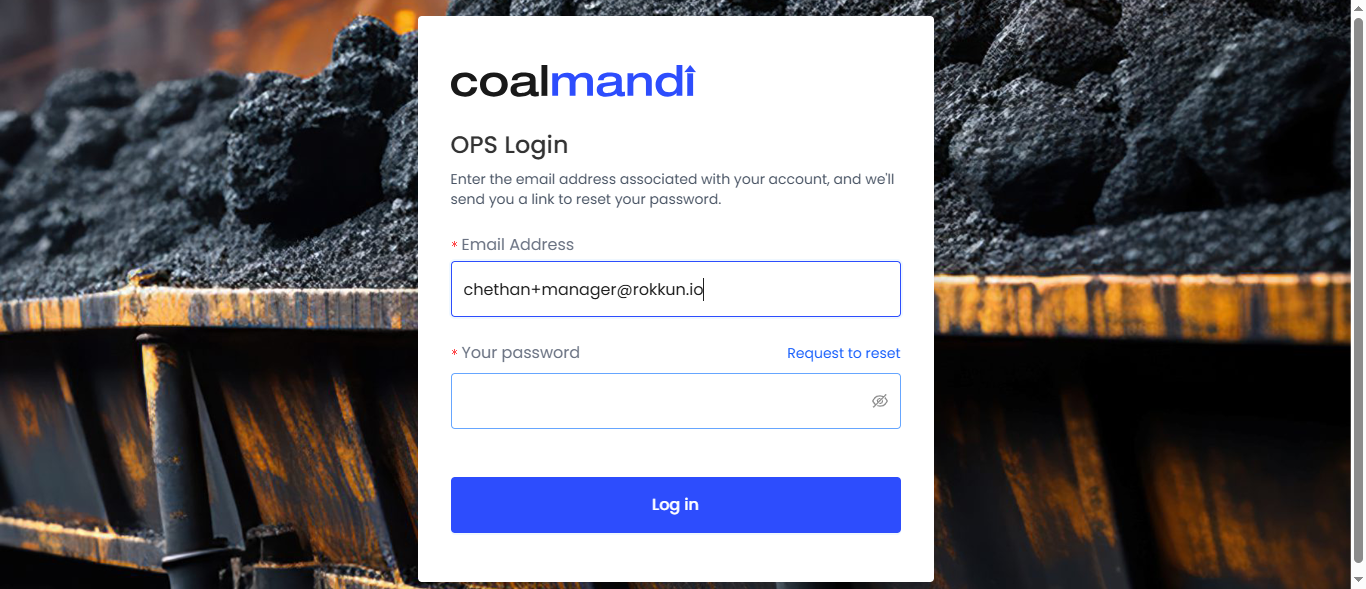 coalmandi
OPS Login
Enter the email address associated with your account, and we'll
send you a link to reset your password.
* Email Address
chethan+manager@rokkun.io
* Your password
Request to reset
Log in